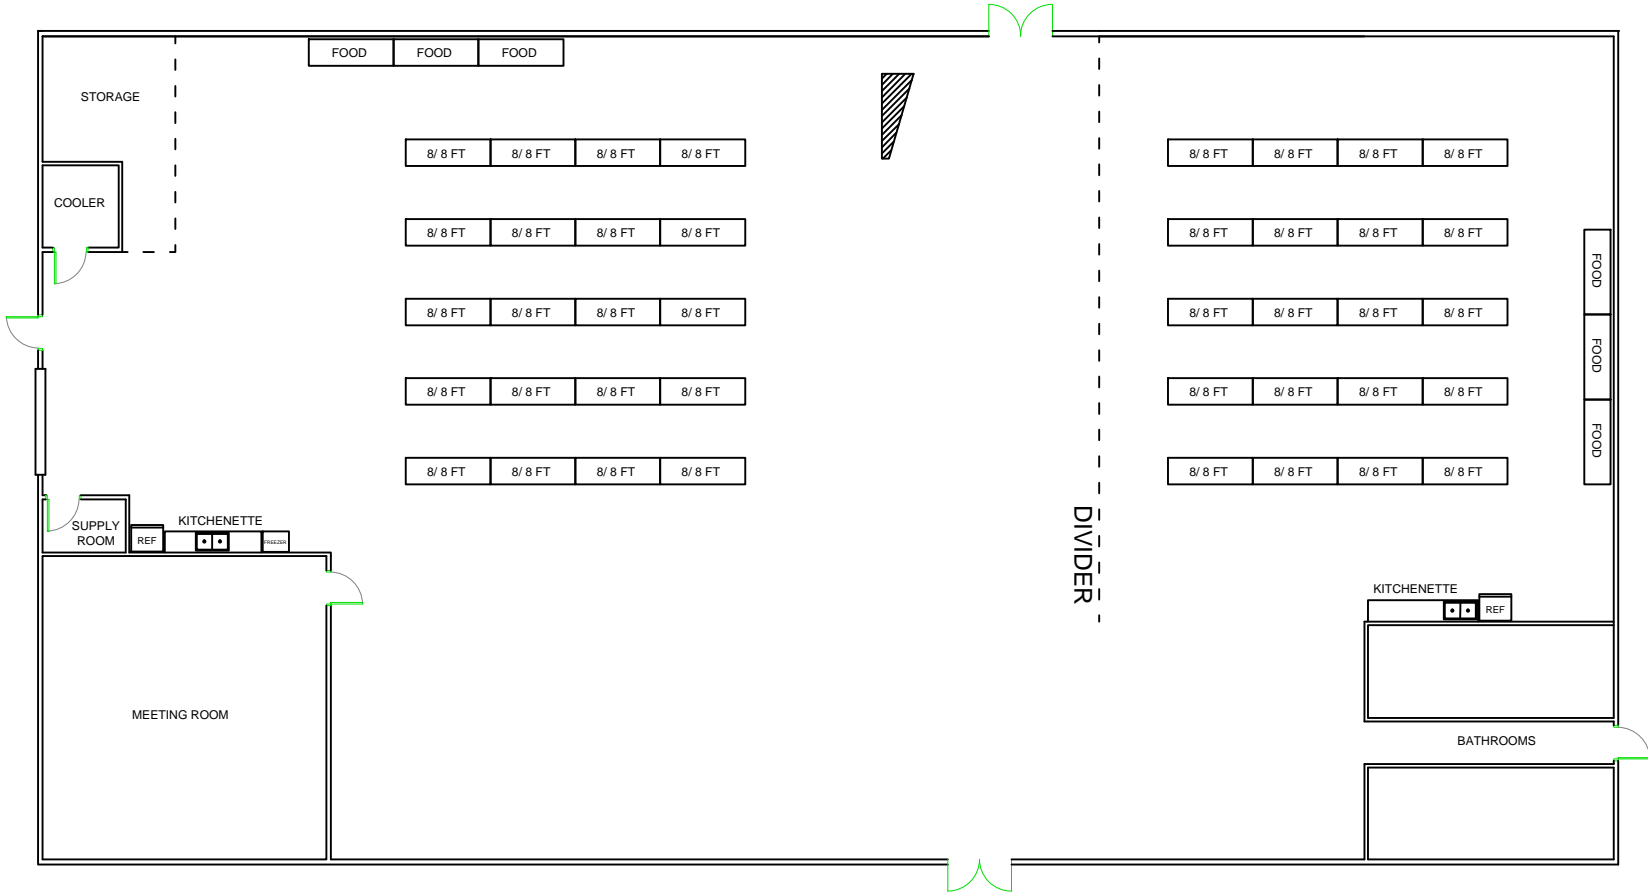 FOOD FOOD FOOD
STORAGE
8/ 8 FT 8/ 8 FT 8/ 8 FT 8/ 8 FT 8/ 8 FT 8/ 8 FT 8/ 8 FT 8/ 8 FT
COOLER
8/ 8 FT 8/ 8 FT 8/ 8 FT 8/ 8 FT 8/ 8 FT 8/ 8 FT 8/ 8 FT 8/ 8 FT
FOOD
8/ 8 FT 8/ 8 FT 8/ 8 FT 8/ 8 FT 8/ 8 FT 8/ 8 FT 8/ 8 FT 8/ 8 FT
FOOD
8/ 8 FT 8/ 8 FT 8/ 8 FT 8/ 8 FT 8/ 8 FT 8/ 8 FT 8/ 8 FT 8/ 8 FT
FOOD
8/ 8 FT 8/ 8 FT 8/ 8 FT 8/ 8 FT 8/ 8 FT 8/ 8 FT 8/ 8 FT 8/ 8 FT
SUPPLY
ROOM
KITCHENETTE
REF
FREEZER
DIVIDER
KITCHENETTE
REF
MEETING ROOM
BATHROOMS